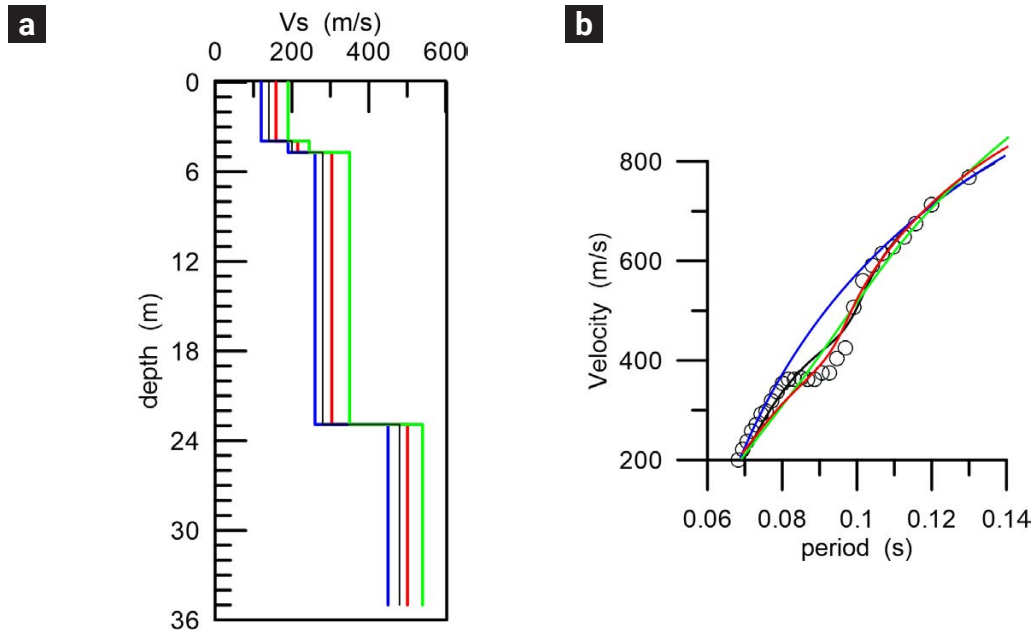 a
Vs (m/s)
0 200 400 600
0
6
12
18
24
30
36
depth (m)
b
800
600
400
200
Velocity (m/s)
0.06 0.08 0.1 0.12 0.14
period (s)